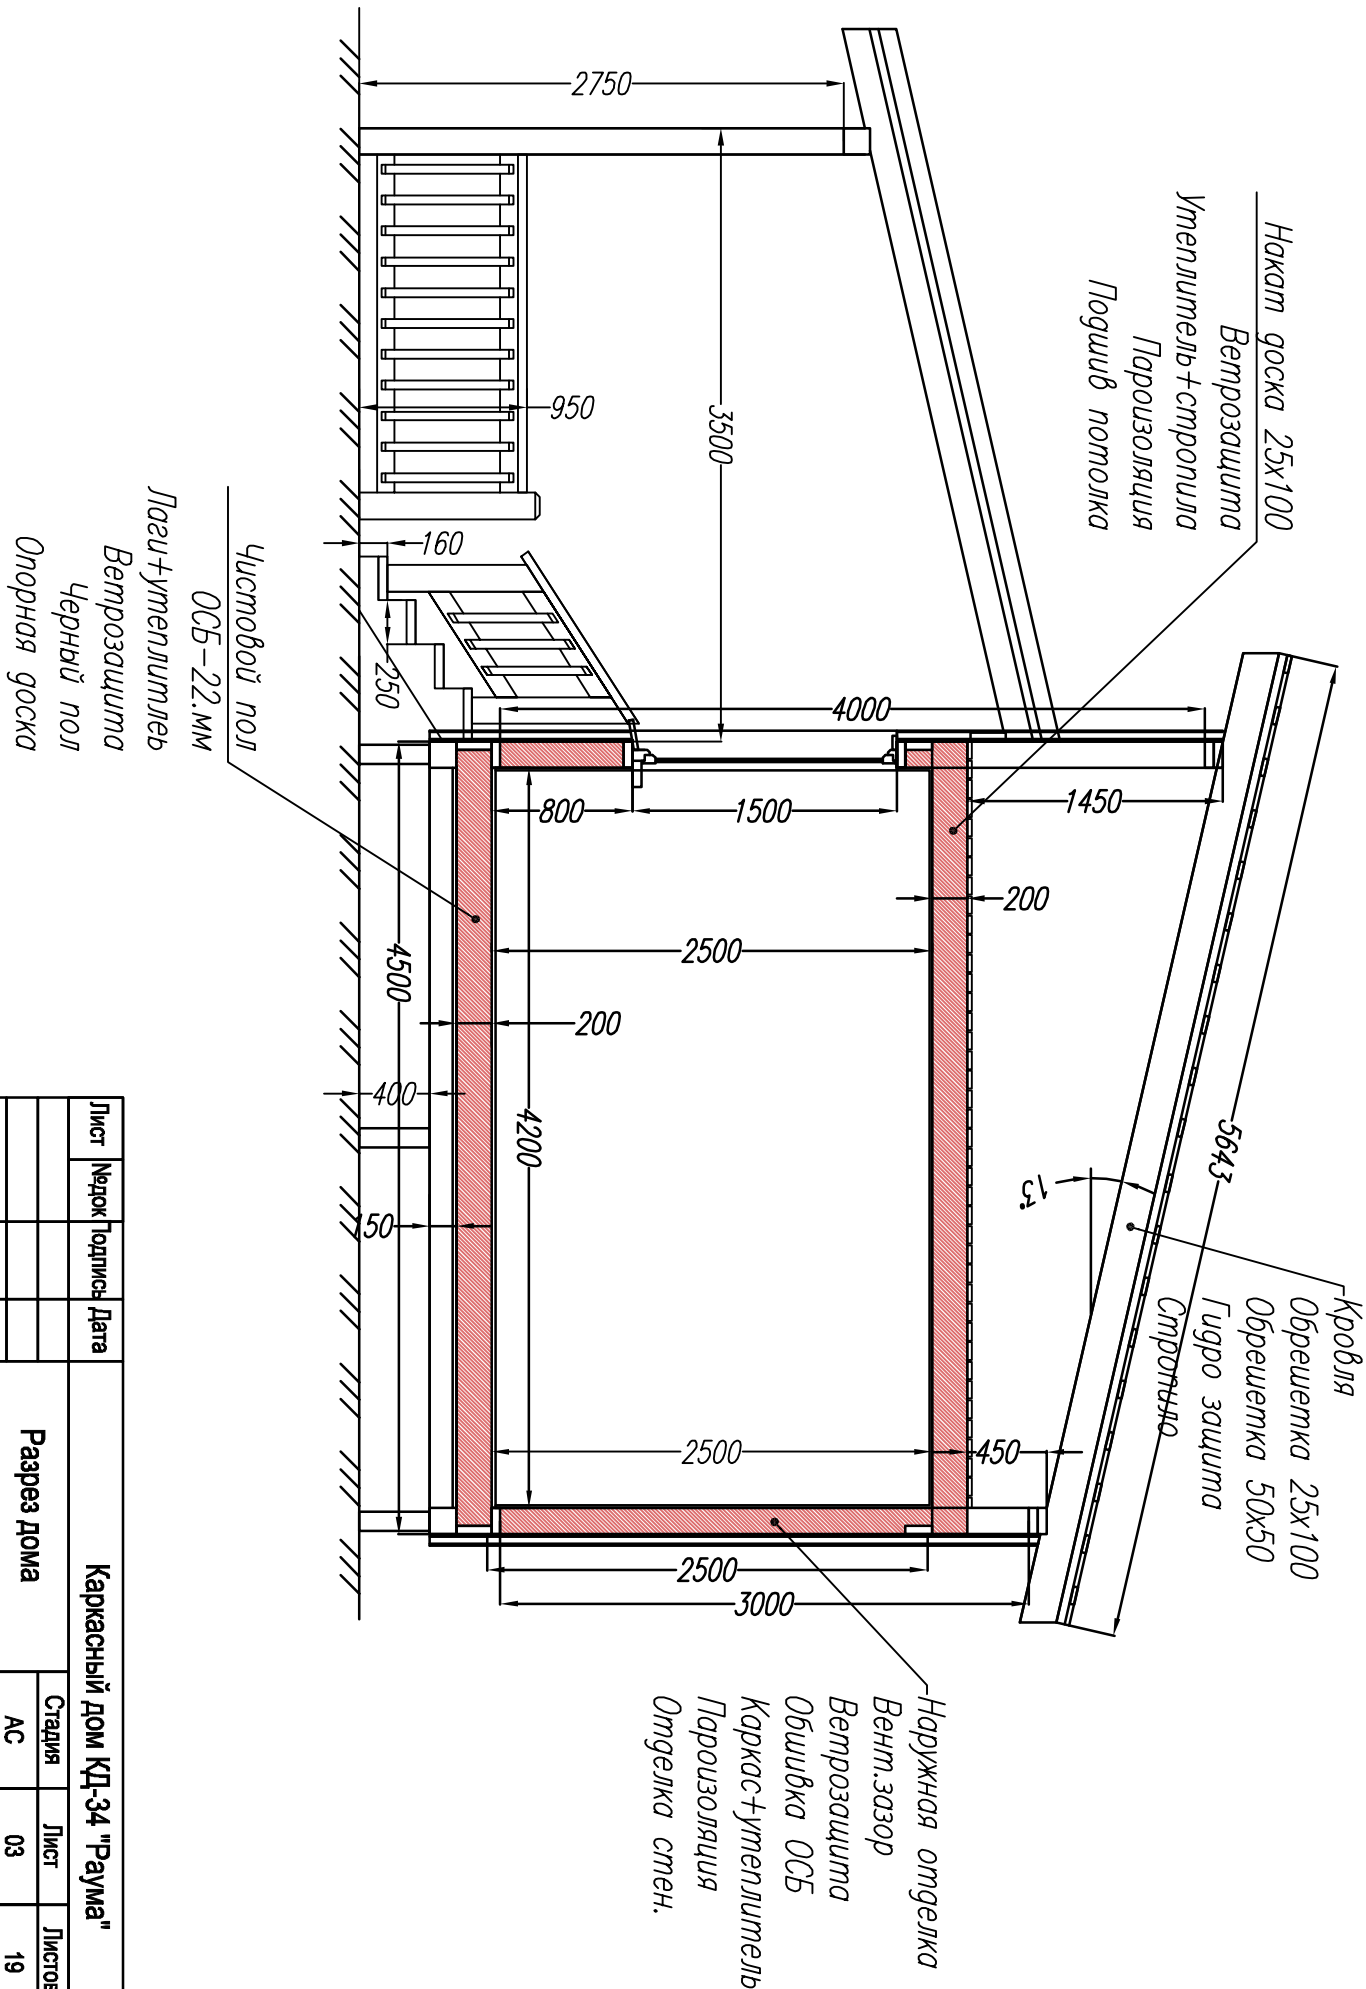 Накат доска 25х100
Ветрозащита
Утеплитель+стропила
Пароизоляция
Подшив потолка
Кровля
Обрешетка 25х100
Обрешетка 50х50
Гидро защита
Стропило
5643
13°
2750
3500
950
160
250
4000
1450
800
1500
200
2500
200
4500
400
4200
150
2500
450
2500
3000
Чистовой пол
ОСБ-22.мм
Лаги+утеплитлеь
Ветрозащита
Черный пол
Опорная доска
Наружная отделка
Вент.зазор
Ветрозащита
Обшивка ОСБ
Каркас+утеплитель
Пароизоляция
Отделка стен.
Лист №док Подпись Дата
Каркасный дом КД-34 "Раума"
Разрез дома
Стадия Лист Листов
АС 03 19